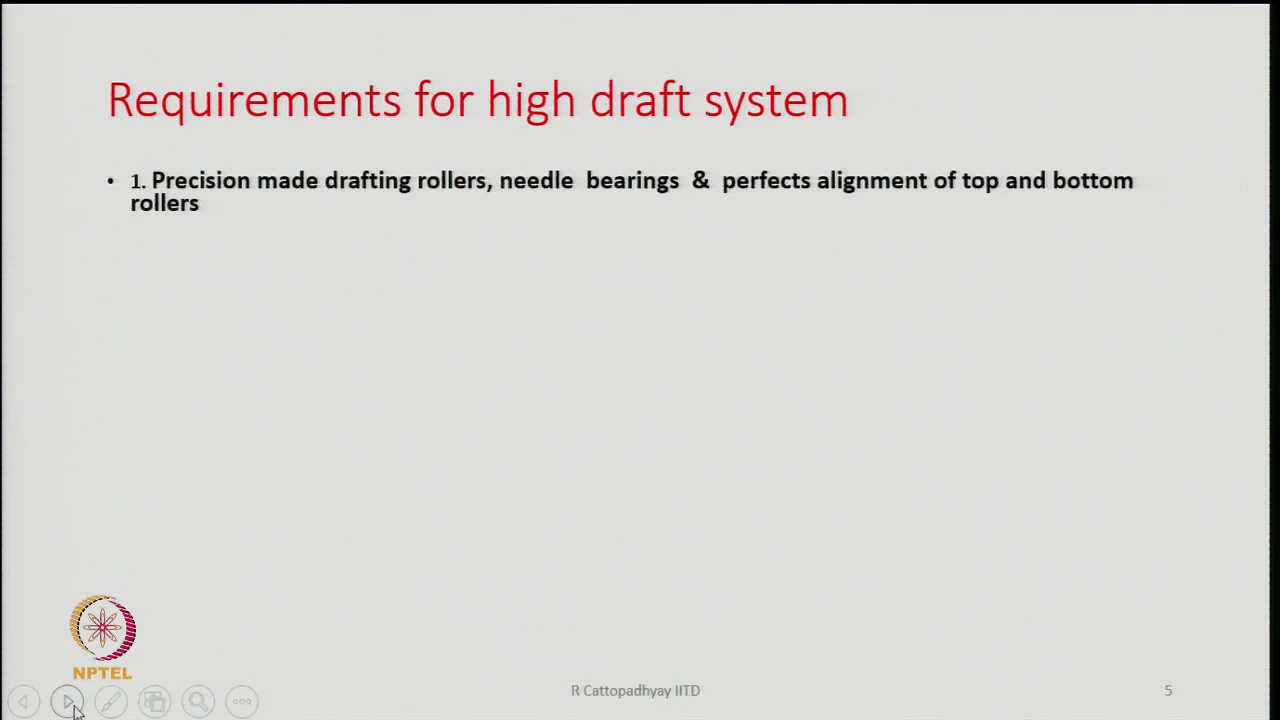 Requirements for high draft system
• 1. Precision made drafting rollers, needle bearings & perfects alignment of top and bottom
rollers
NPTEL
R Cattopadhyay IITD
5